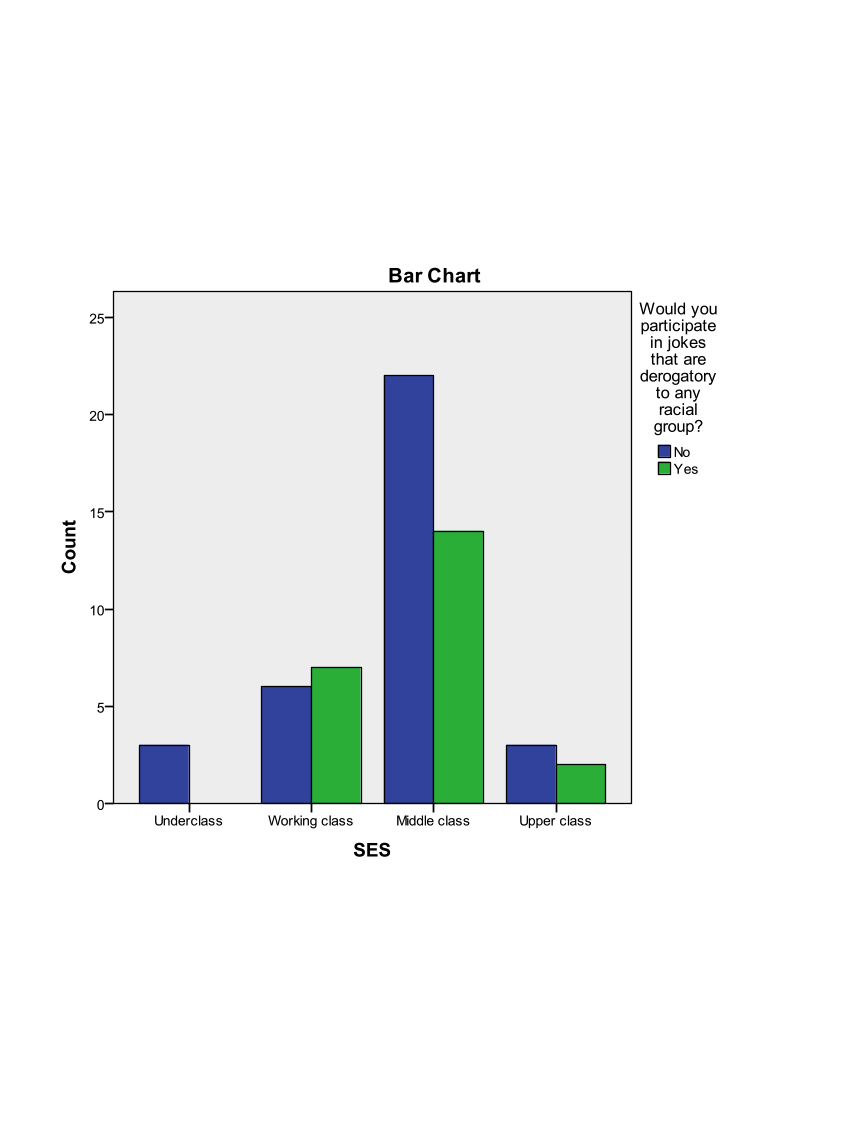 Bar Chart
25
20
15
10
5
0
Count
Underclass
Working class
Middle class
Upper class
SES
Would you
participate
in jokes
that are
derogatory
to any
racial
group?
No
Yes